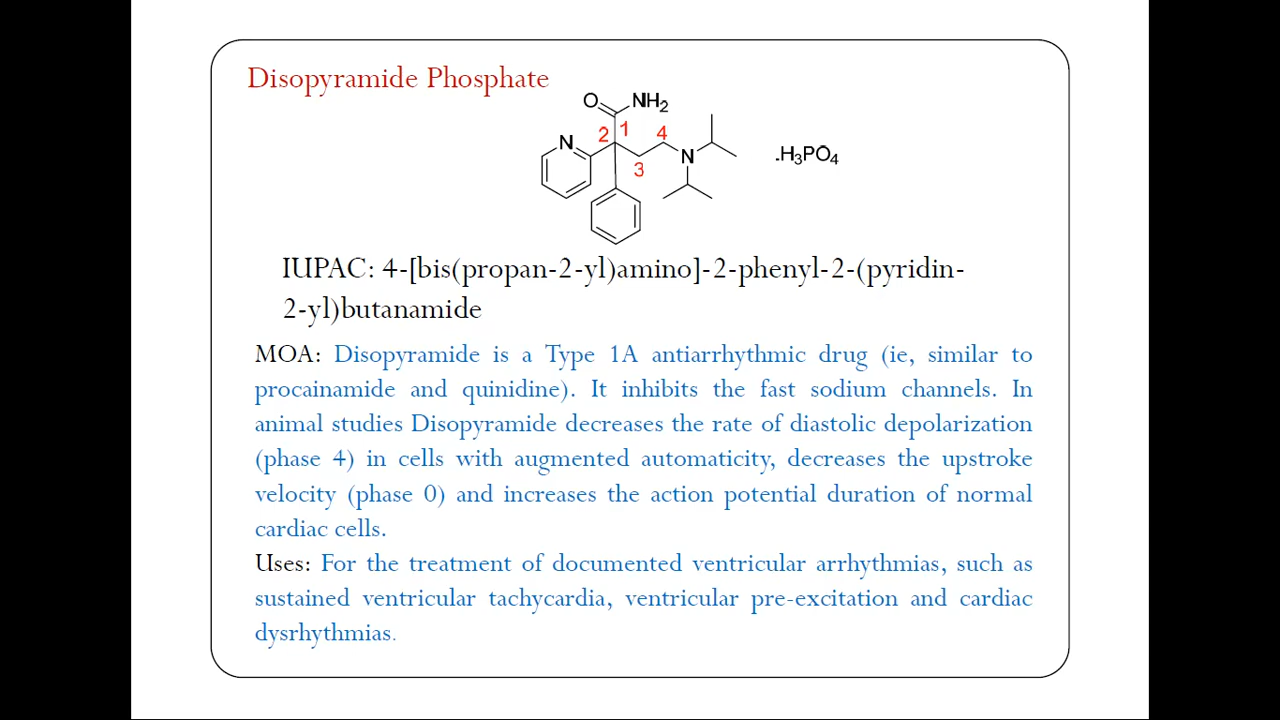 Disopyramide Phosphate
O NH2
N 2 1 4 N .H3PO4
3
IUPAC: 4-[bis(propan-2-yl)amino]-2-phenyl-2-(pyridin-
2-yl)butanamide
MOA: Disopyramide is a Type 1A antiarrhythmic drug (ie, similar to
procainamide and quinidine). It inhibits the fast sodium channels. In
animal studies Disopyramide decreases the rate of diastolic depolarization
(phase 4) in cells with augmented automaticity, decreases the upstroke
velocity (phase 0) and increases the action potential duration of normal
cardiac cells.
Uses: For the treatment of documented ventricular arrhythmias, such as
sustained ventricular tachycardia, ventricular pre-excitation and cardiac
dysrhythmias.